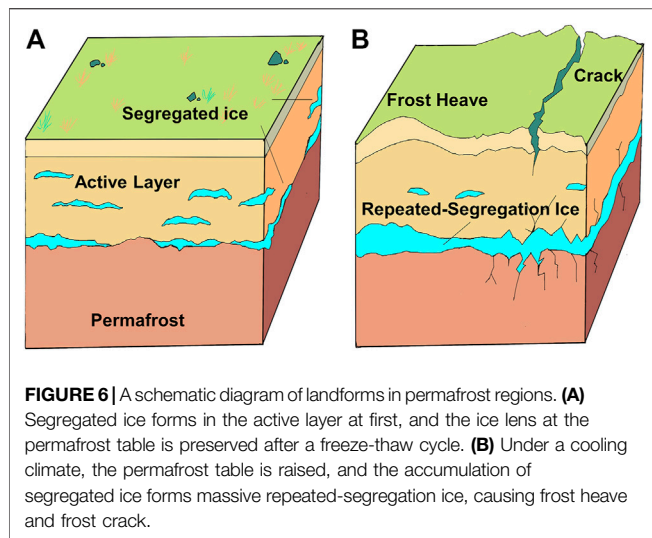 A
B
Segregated ice
Crack
Frost Heave
Active Layer
Repeated-Segregation Ice
Permafrost
FIGURE 6 | A schematic diagram of landforms in permafrost regions. (A)
Segregated ice forms in the active layer at first, and the ice lens at the
permafrost table is preserved after a freeze-thaw cycle. (B) Under a cooling
climate, the permafrost table is raised, and the accumulation of
segregated ice forms massive repeated-segregation ice, causing frost heave
and frost crack.